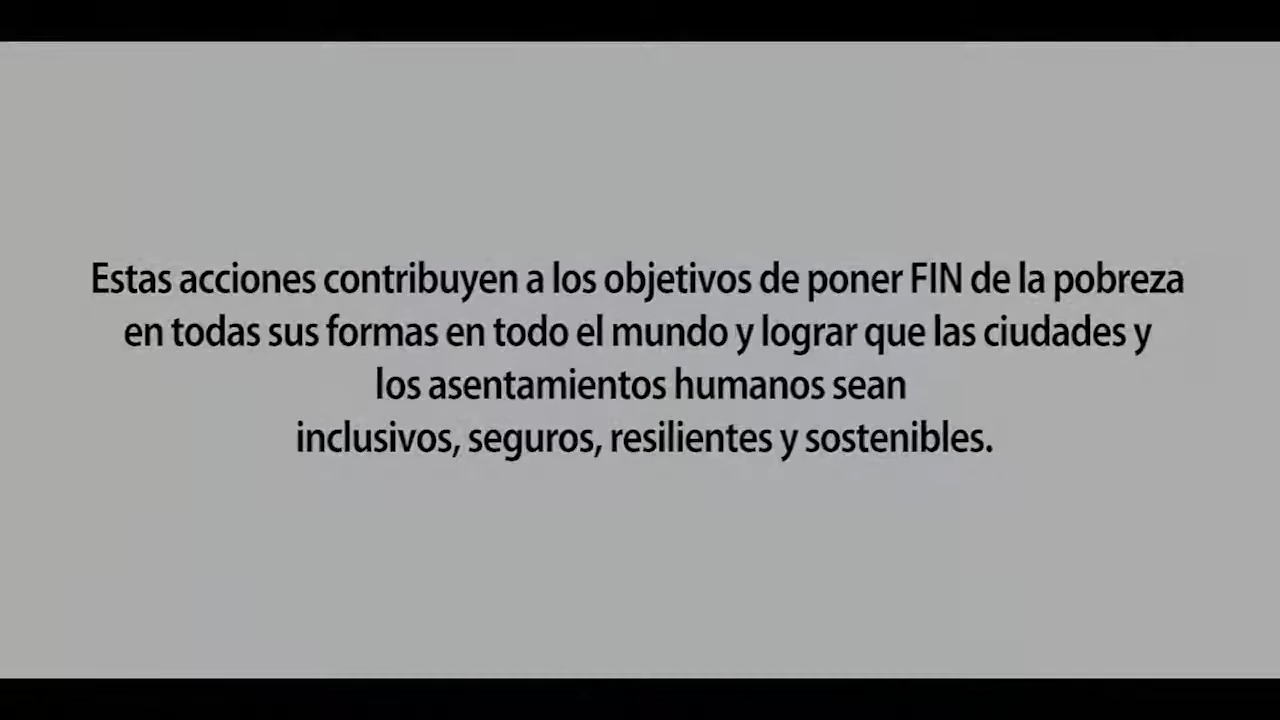 Estas acciones contribuyen a los objetivos de poner FIN de la pobreza
en todas sus formas en todo el mundo y lograr que las ciudades y
los asentamientos humanos sean
inclusivos, seguros, resilientes y sostenibles.